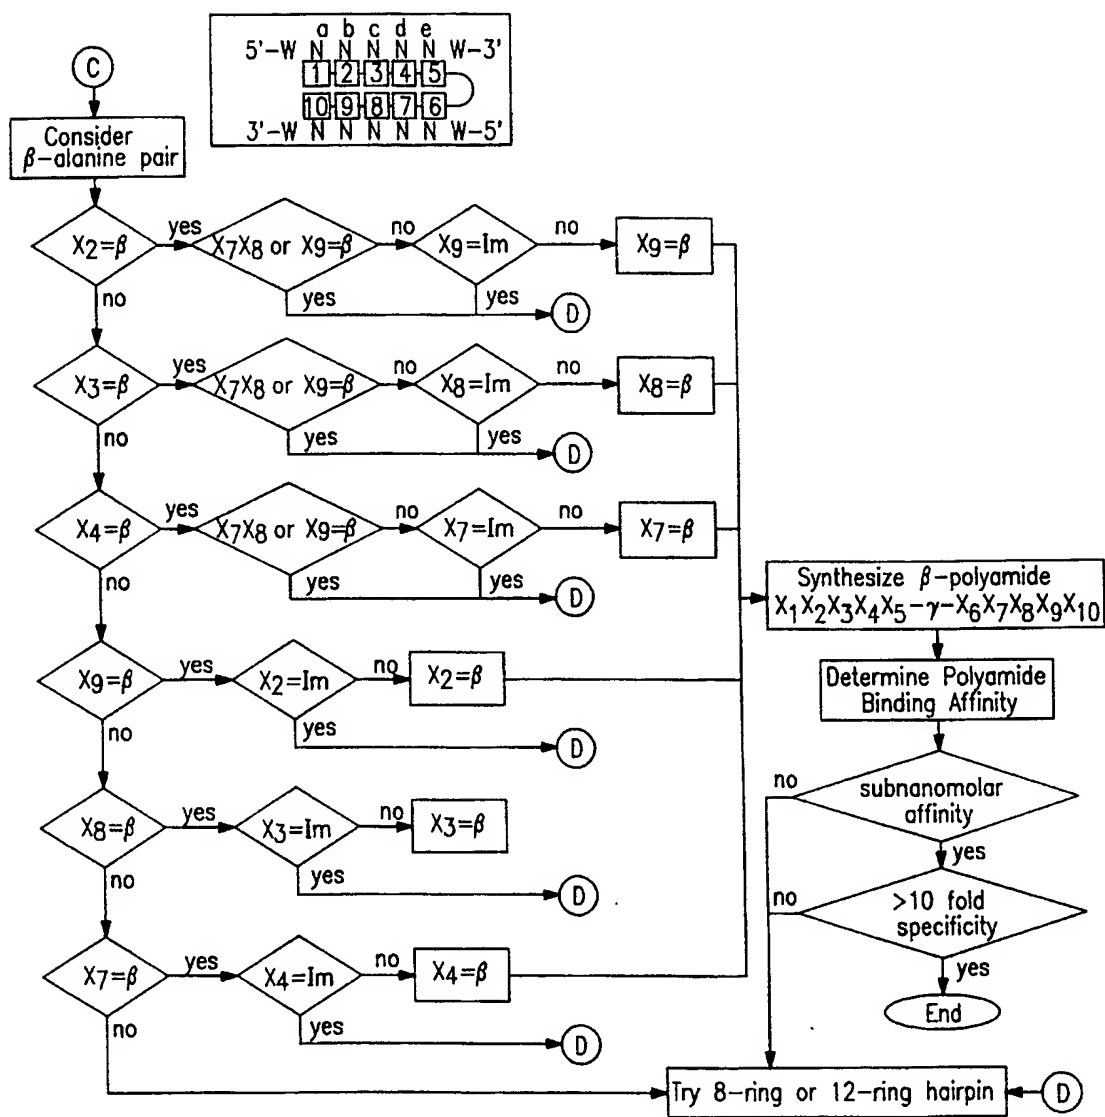 a b c d e
5'-W N N N N N W-3'
1 2 3 4 5
10 9 8 7 6
3'-W N N N N N W-5'
C
Consider
β-alanine pair
X2=β
yes
X7X8 or X9=β
no
X9=Im
no
X9=β
yes
yes
D
no
X3=β
yes
X7X8 or X9=β
no
X8=Im
no
X8=β
yes
yes
D
no
X4=β
yes
X7X8 or X9=β
no
X7=Im
no
X7=β
yes
yes
D
no
X9=β
yes
X2=Im
no
X2=β
yes
D
no
X8=β
yes
X3=Im
no
X3=β
yes
D
no
X7=β
yes
X4=Im
no
X4=β
yes
D
no
Synthesize β-polyamide
X1X2X3X4X5-γ-X6X7X8X9X10
Determine Polyamide
Binding Affinity
no
subnanomolar
affinity
yes
no
>10 fold
specificity
yes
End
Try 8-ring or 12-ring hairpin
D